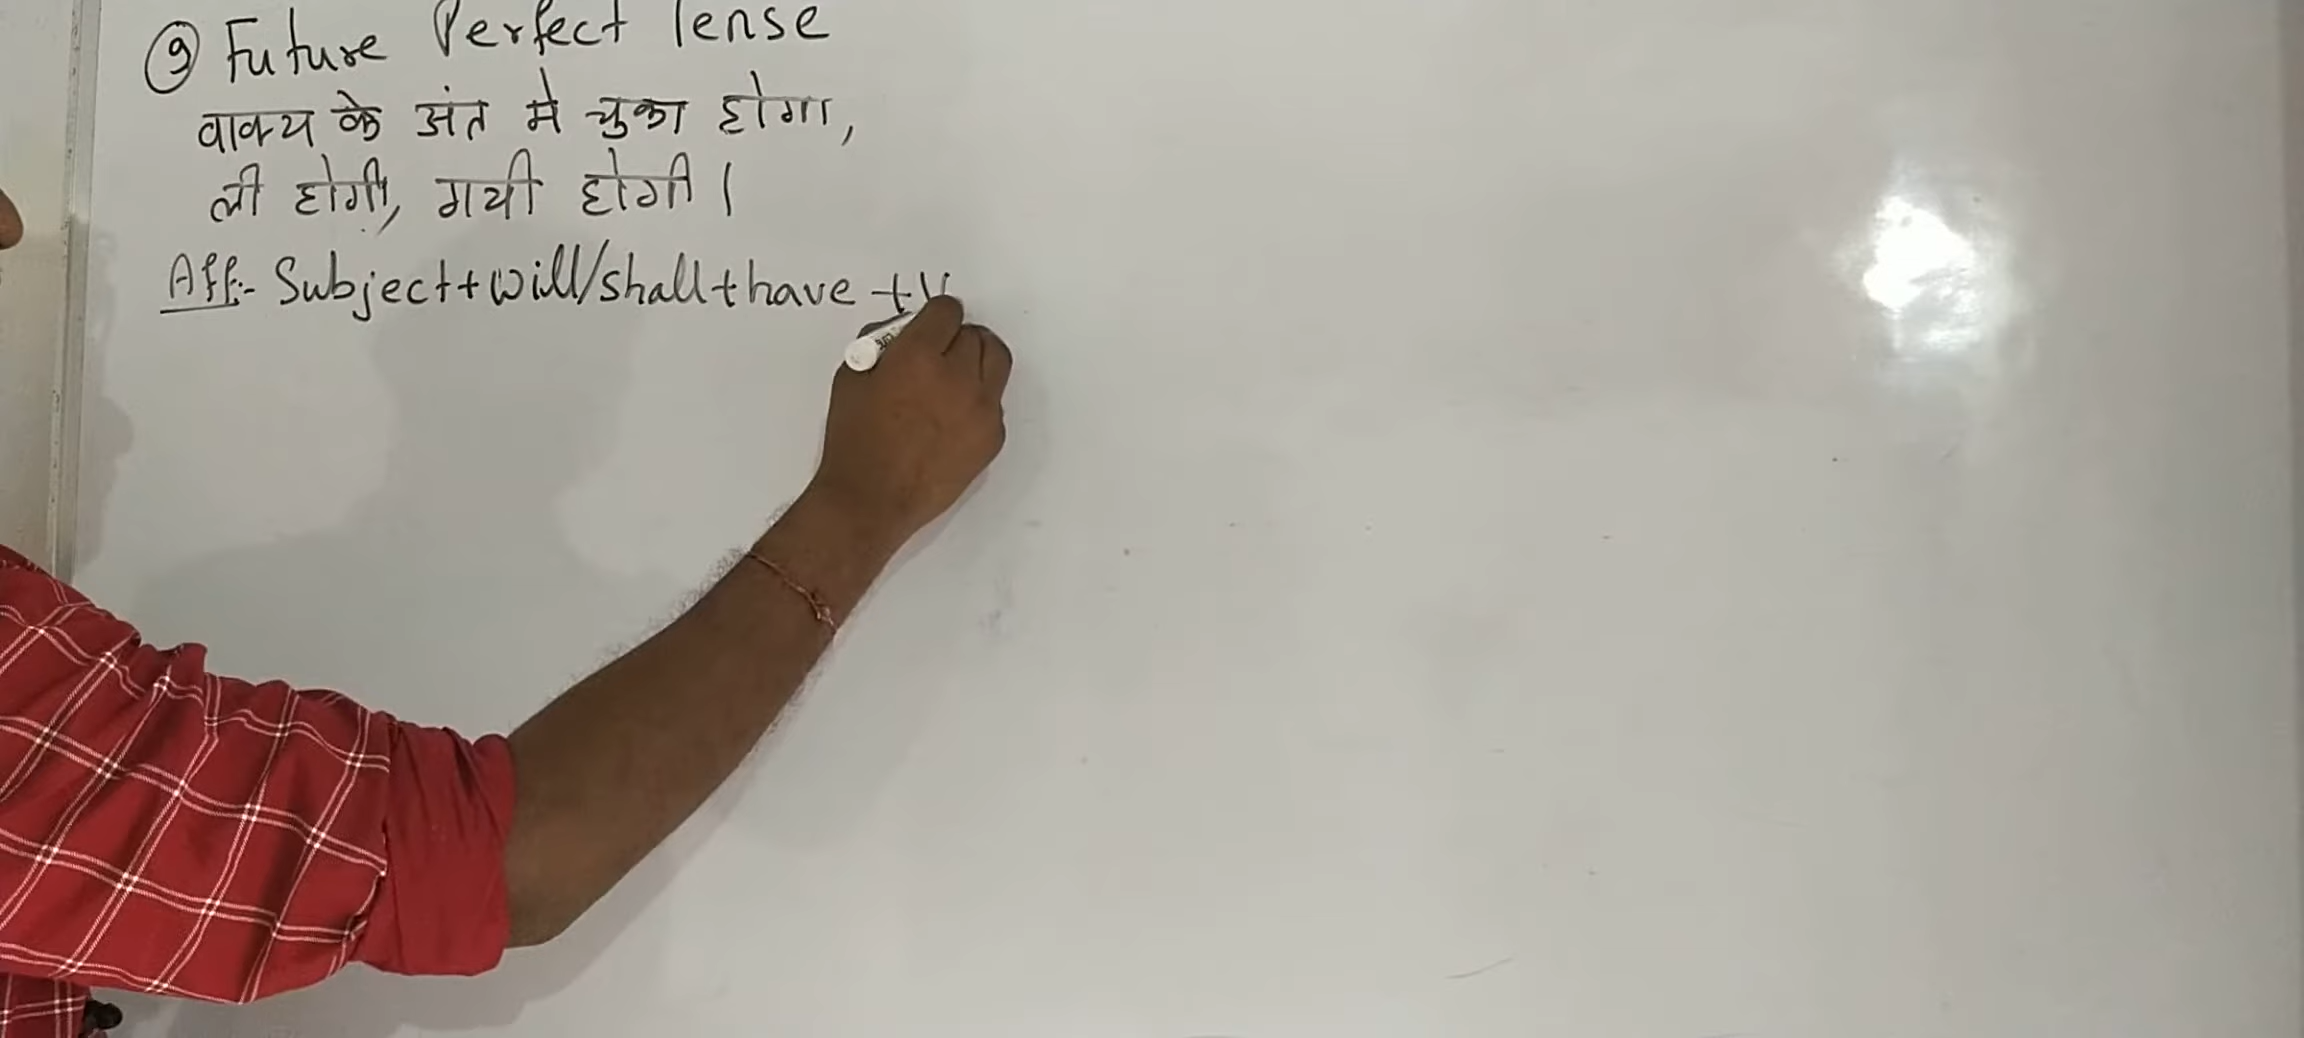 9 Future Perfect Tense
वाक्य के अंत मे चुका होगा,
ली होगी, गयी होगी।
Aff:- Subject+will/shall+have +V